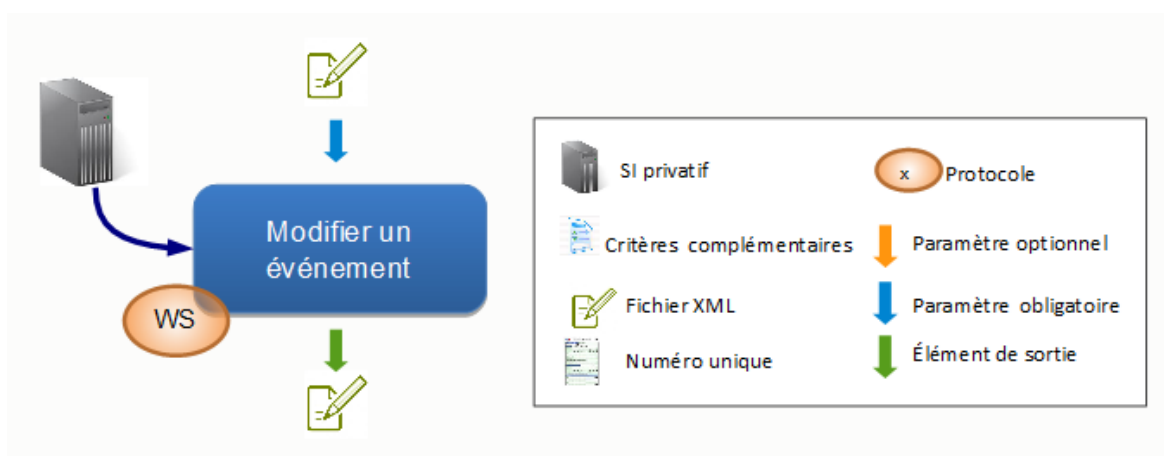 Modifier un
événement
WS
SI privatif
x Protocole
Critères complémentaires
Paramètre optionnel
Fichier XML
Paramètre obligatoire
Numéro unique
Élément de sortie